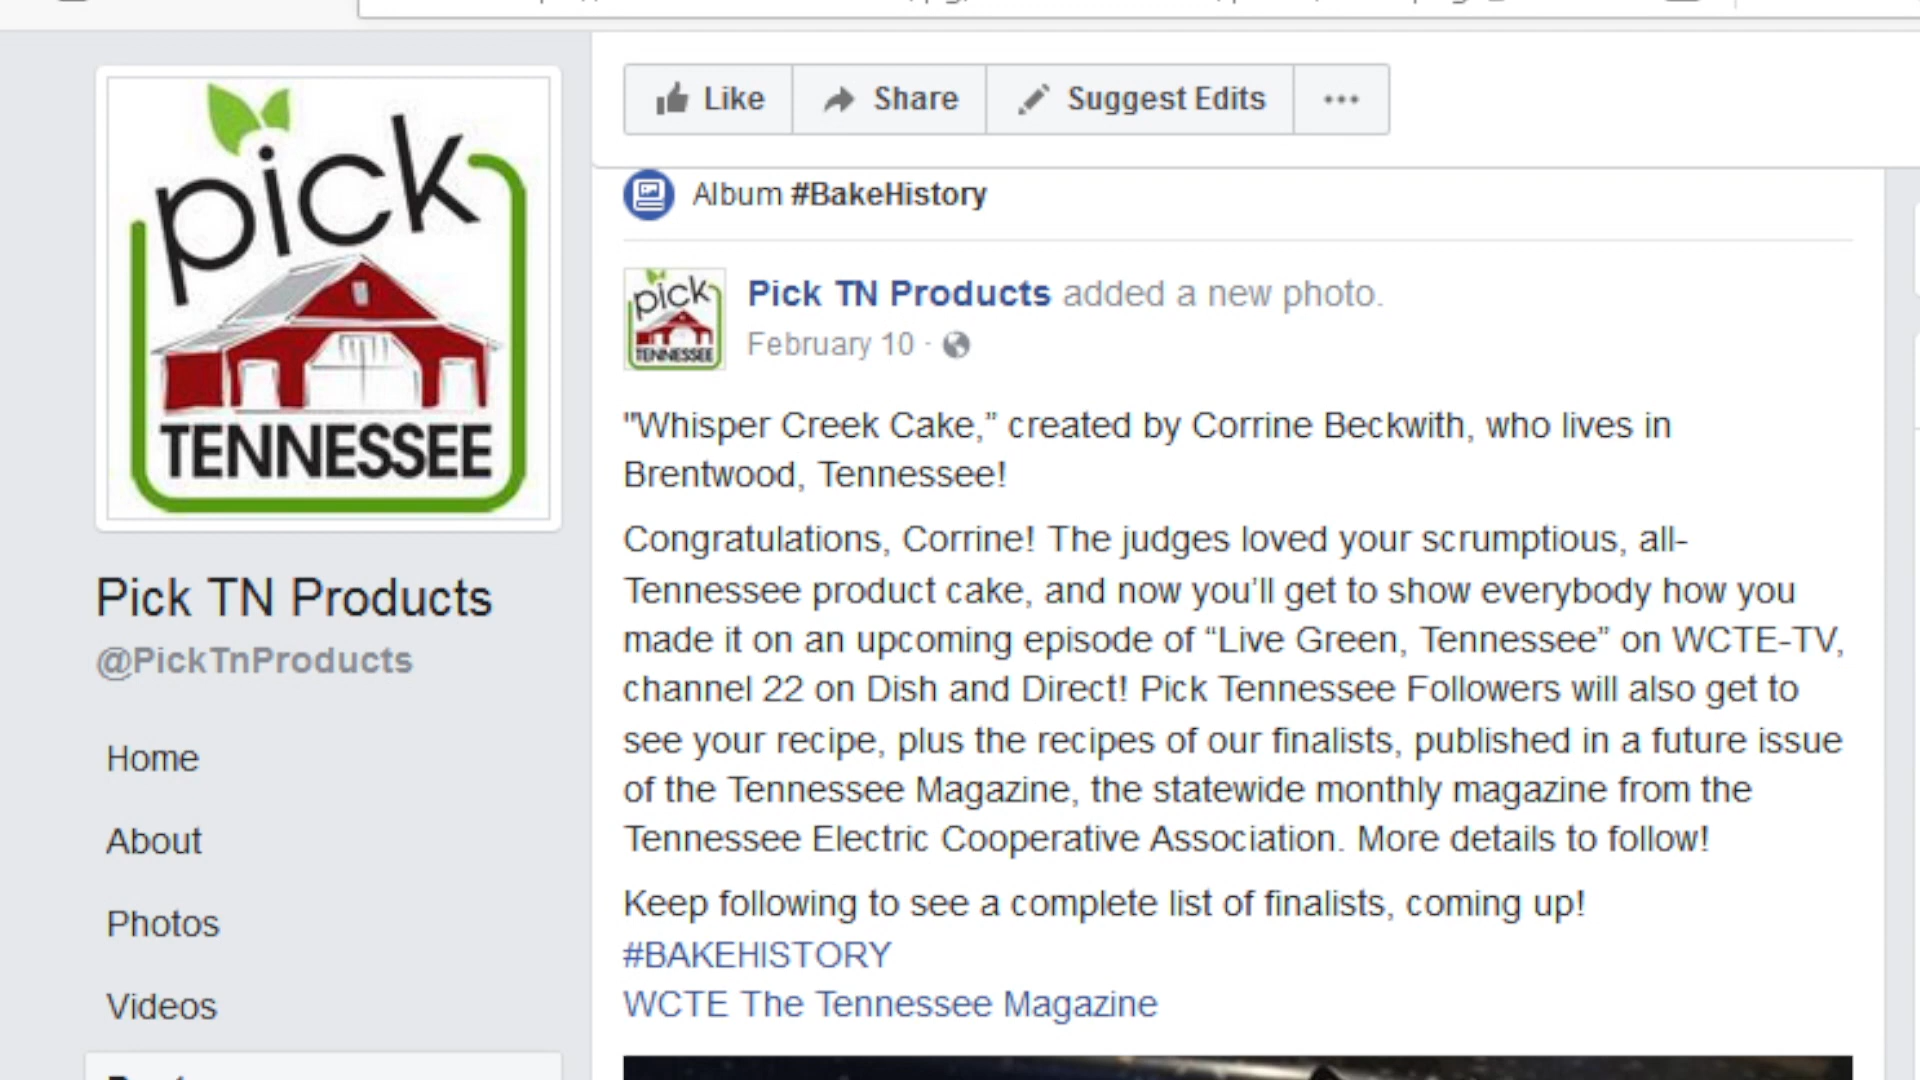 pick
TENNESSEE
Pick TN Products
@PickTnProducts
Home
About
Photos
Videos
Like
Share
Suggest Edits
Album #BakeHistory
pick
TENNESSEE
Pick TN Products added a new photo.
February 10 ·
"Whisper Creek Cake,” created by Corrine Beckwith, who lives in
Brentwood, Tennessee!
Congratulations, Corrine! The judges loved your scrumptious, all-
Tennessee product cake, and now you’ll get to show everybody how you
made it on an upcoming episode of “Live Green, Tennessee” on WCTE-TV,
channel 22 on Dish and Direct! Pick Tennessee Followers will also get to
see your recipe, plus the recipes of our finalists, published in a future issue
of the Tennessee Magazine, the statewide monthly magazine from the
Tennessee Electric Cooperative Association. More details to follow!
Keep following to see a complete list of finalists, coming up!
#BAKEHISTORY
WCTE The Tennessee Magazine